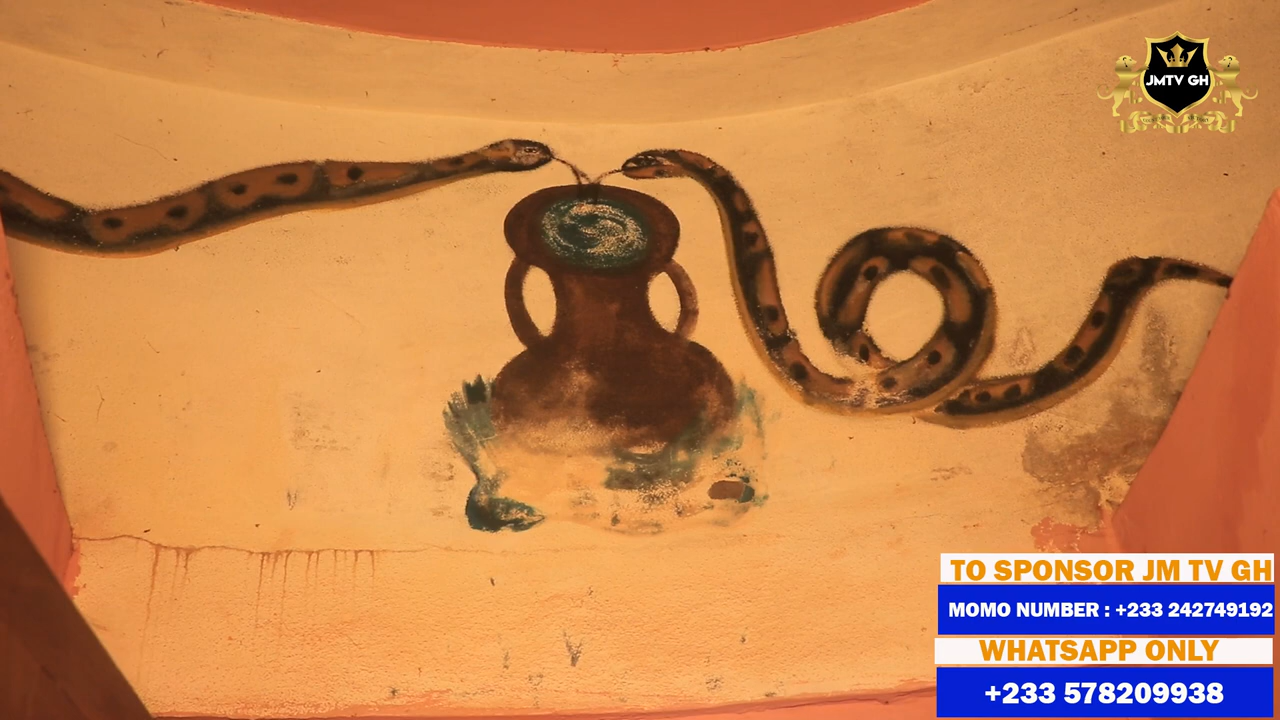 JMTV GH
TO SPONSOR JM TV GH
MOMO NUMBER : +233 242749192
WHATSAPP ONLY
+233 578209938